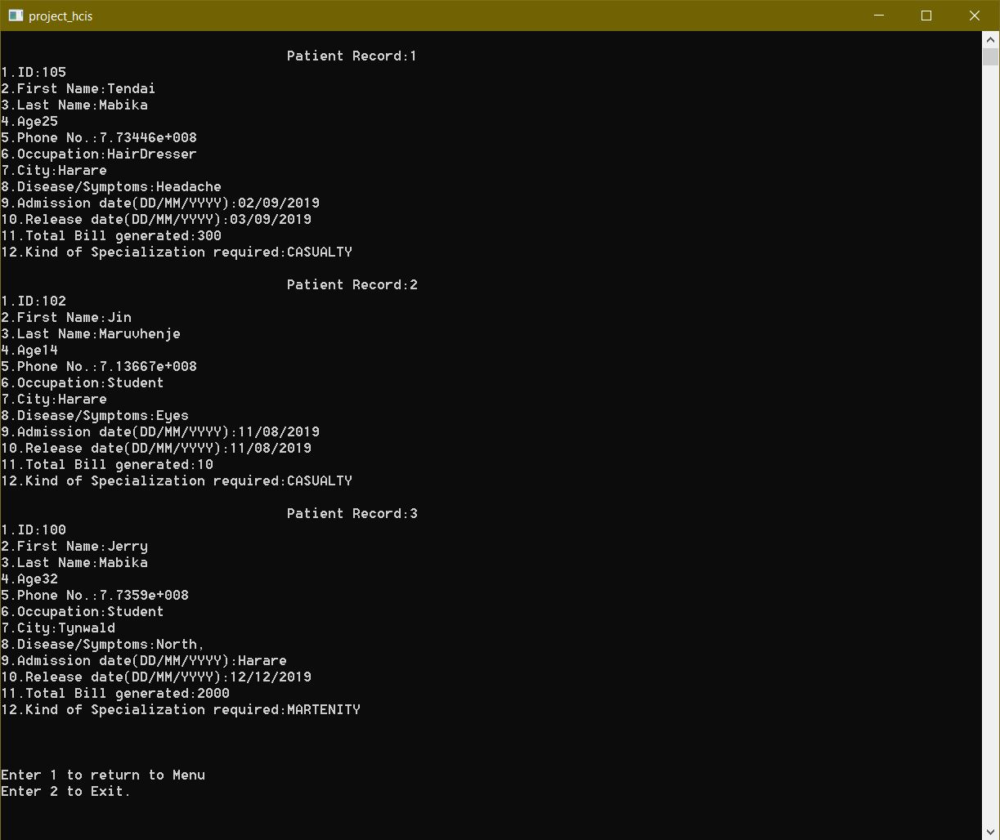 project_hcis
Patient Record:1
1.ID:105
2.First Name:Tendai
3.Last Name:Mabika
4.Age25
5.Phone No.:7.73446e+008
6.Occupation:HairDresser
7.City:Harare
8.Disease/Symptoms:Headache
9.Admission date(DD/MM/YYYY):02/09/2019
10.Release date(DD/MM/YYYY):03/09/2019
11.Total Bill generated:300
12.Kind of Specialization required:CASUALTY
Patient Record:2
1.ID:102
2.First Name:Jin
3.Last Name:Maruvhenje
4.Age14
5.Phone No.:7.13667e+008
6.Occupation:Student
7.City:Harare
8.Disease/Symptoms:Eyes
9.Admission date(DD/MM/YYYY):11/08/2019
10.Release date(DD/MM/YYYY):11/08/2019
11.Total Bill generated:10
12.Kind of Specialization required:CASUALTY
Patient Record:3
1.ID:100
2.First Name:Jerry
3.Last Name:Mabika
4.Age32
5.Phone No.:7.7359e+008
6.Occupation:Student
7.City:Tynwald
8.Disease/Symptoms:North,
9.Admission date(DD/MM/YYYY):Harare
10.Release date(DD/MM/YYYY):12/12/2019
11.Total Bill generated:2000
12.Kind of Specialization required:MARTENITY
Enter 1 to return to Menu
Enter 2 to Exit.